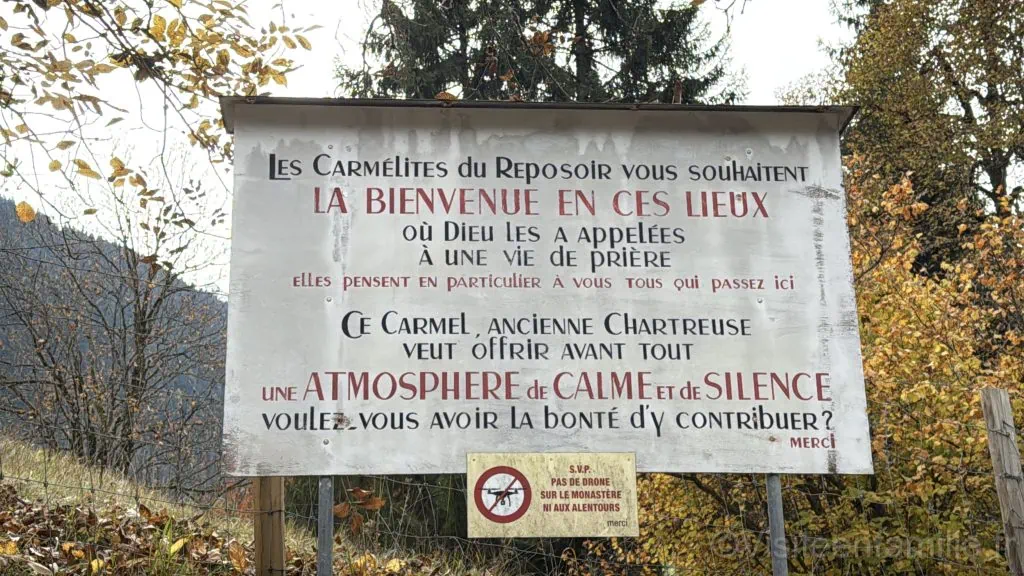 Les Carmélites du Reposoir vous souhaitent
LA BIENVENUE EN CES LIEUX
où Dieu les a appelées
à une vie de prière
elles pensent en particulier à vous tous qui passez ici
Ce Carmel, ancienne Chartreuse
veut offrir avant tout
une ATMOSPHERE de CALME et de SILENCE
voulez-vous avoir la bonté d'y contribuer?
MERCI
S.V.P.
PAS DE DRONE
SUR LE MONASTÈRE
NI AUX ALENTOURS
merci
©visiteenfamille.fr